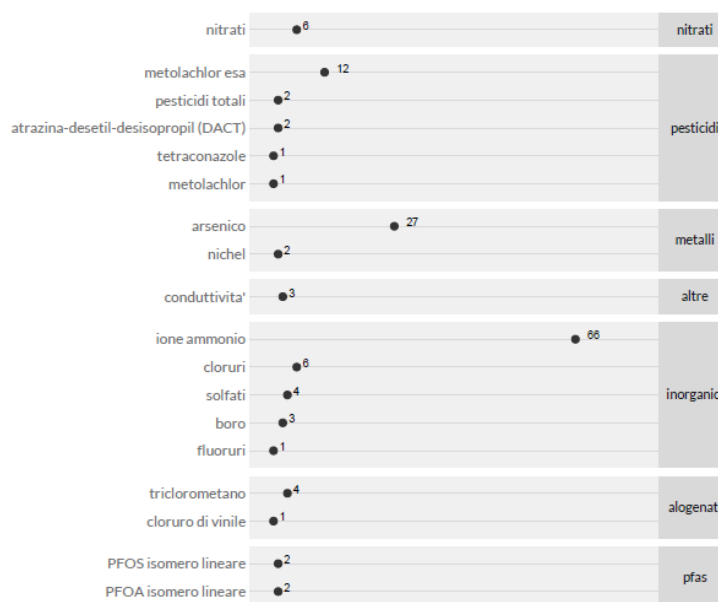 nitrati 6 nitrati
metolachlor esa 12
pesticidi totali 2
atrazina-desetil-desisopropil (DACT) 2 pesticidi
tetraconazole 1
metolachlor 1
arsenico 27
metalli
nichel 2
conduttivita' 3 altre
ione ammonio 66
cloruri 6
solfati 4 inorganic
boro 3
fluoruri 1
triclorometano 4
alogenat
cloruro di vinile 1
PFOS isomero lineare 2
pfas
PFOA isomero lineare 2